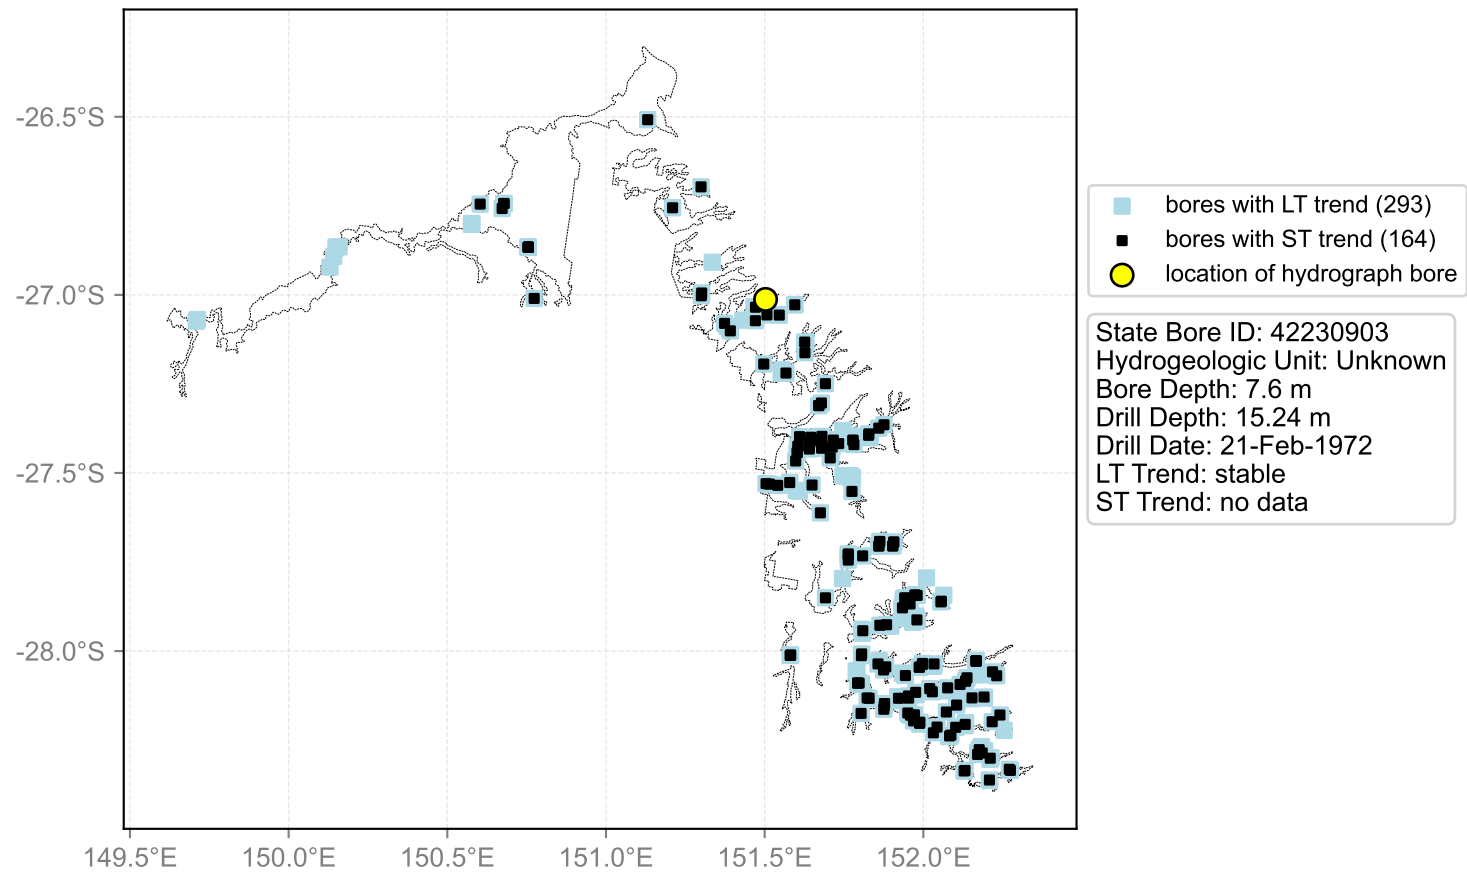 -26.5°S
-27.0°S
-27.5°S
-28.0°S
149.5°E 150.0°E 150.5°E 151.0°E 151.5°E 152.0°E
bores with LT trend (293)
bores with ST trend (164)
location of hydrograph bore
State Bore ID: 42230903
Hydrogeologic Unit: Unknown
Bore Depth: 7.6 m
Drill Depth: 15.24 m
Drill Date: 21-Feb-1972
LT Trend: stable
ST Trend: no data